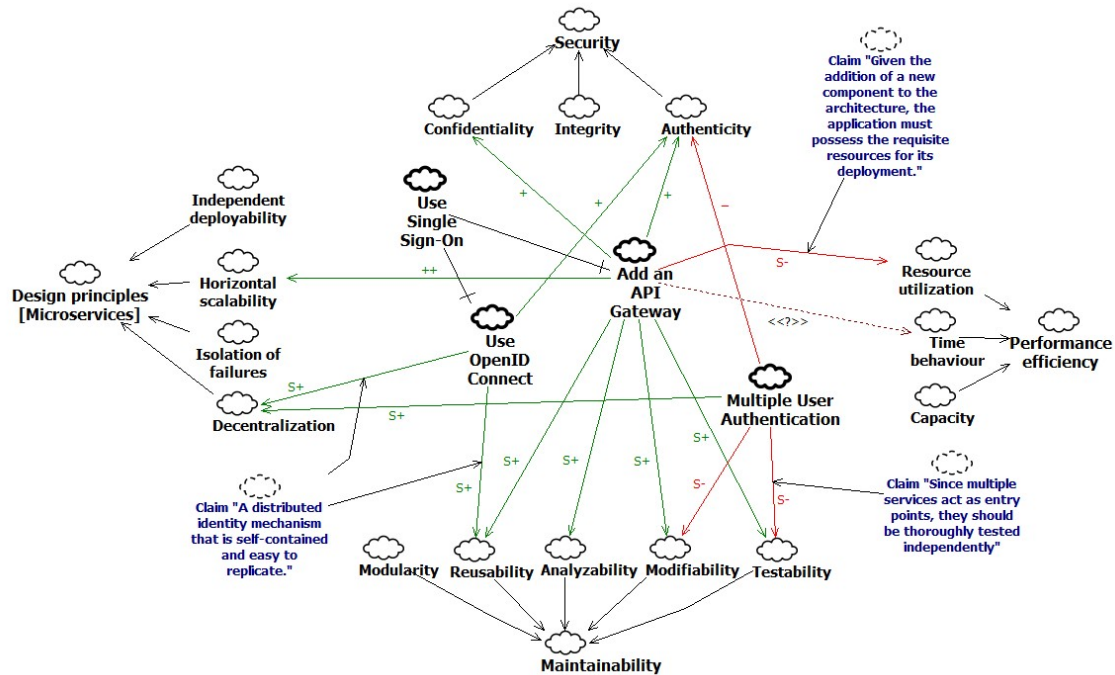 Security
Claim "Given the
addition of a new
component to the
architecture, the
application must
possess the requisite
resources for its
deployment."
Confidentiality
Integrity
Authenticity
+
+
+
−
Independent
deployability
Use
Single
Sign-On
Design principles
[Microservices]
Horizontal
scalability
++
Add an
API
Gateway
S-
Resource
utilization
<<?>>
Isolation of
failures
Use
OpenID
Connect
Time
behaviour
Performance
efficiency
S+
Decentralization
S+
Multiple User
Authentication
Capacity
S+
S+
S+
S+
S+
S-
S-
Claim "A distributed
identity mechanism
that is self-contained
and easy to
replicate."
Claim "Since multiple
services act as entry
points, they should
be thoroughly tested
independently"
Modularity
Reusability
Analyzability
Modifiability
Testability
Maintainability